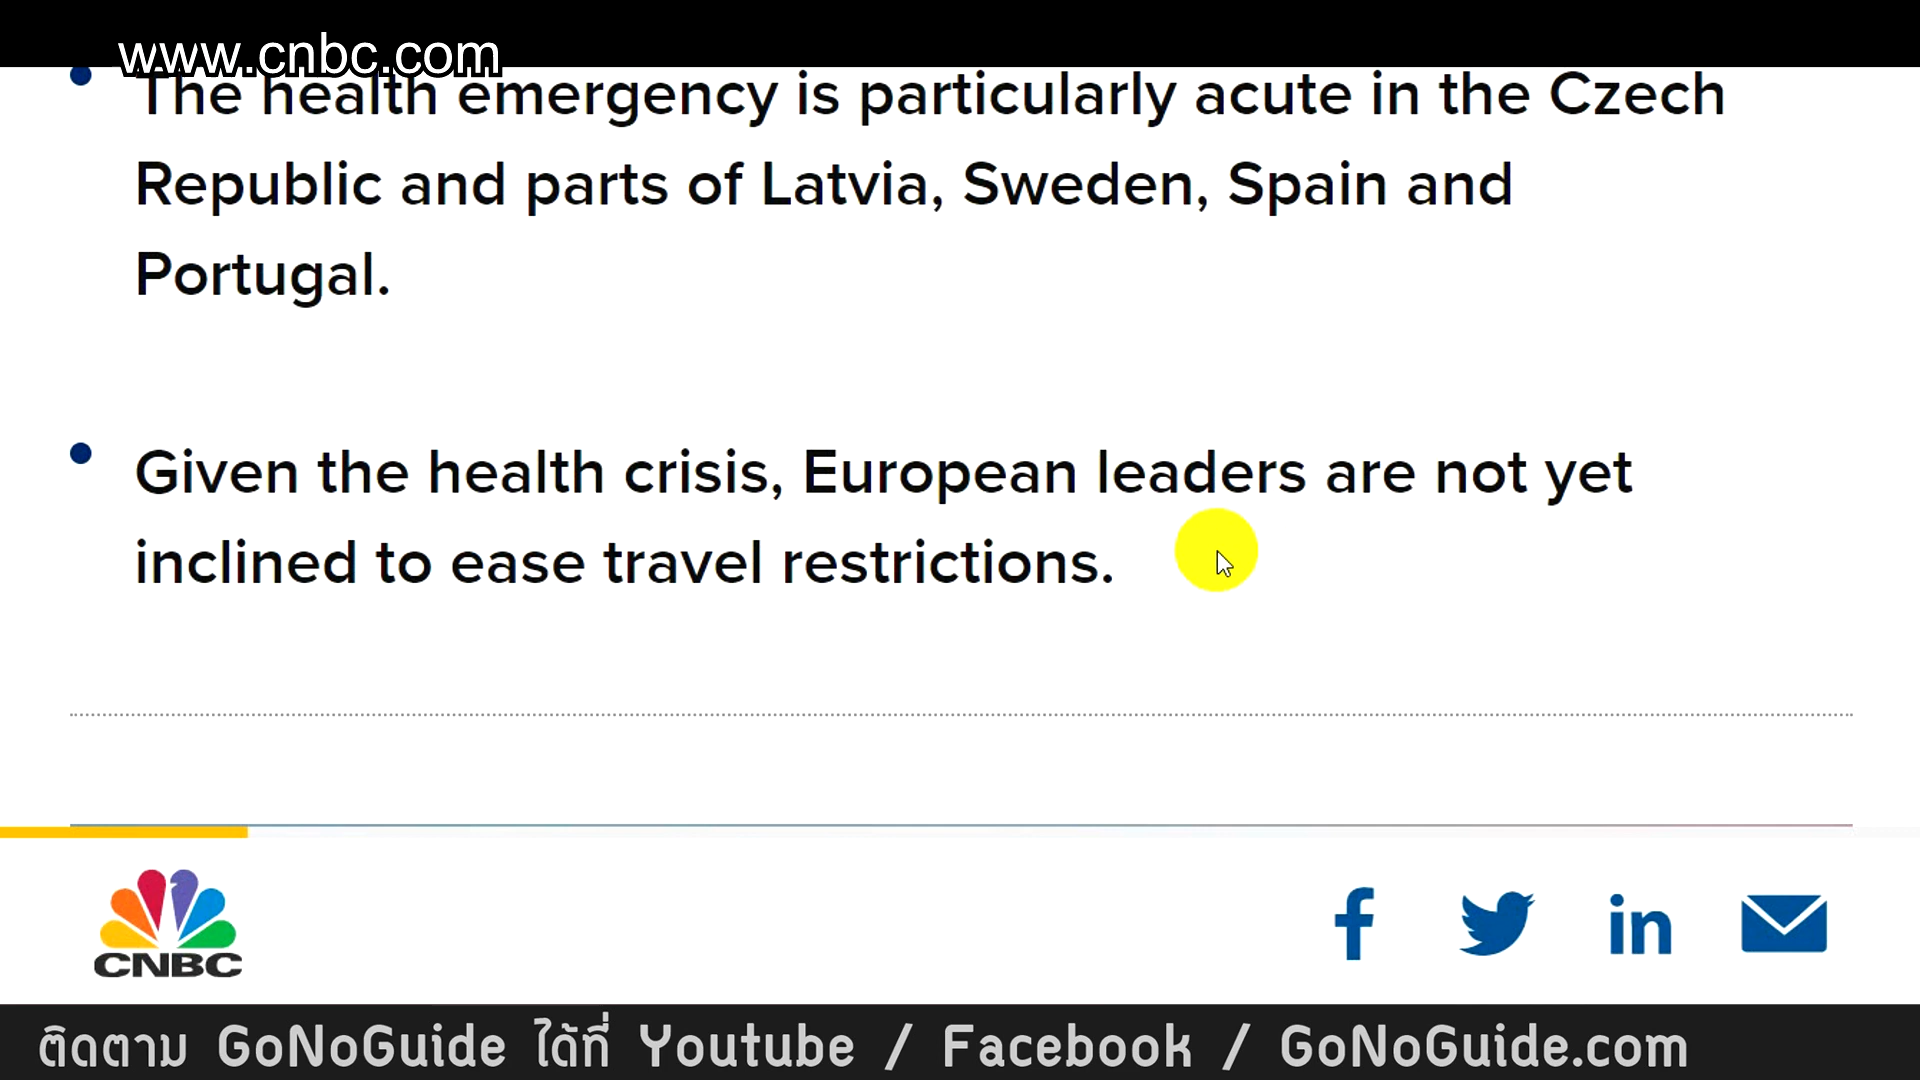 www.cnbc.com
The health emergency is particularly acute in the Czech
Republic and parts of Latvia, Sweden, Spain and
Portugal.
Given the health crisis, European leaders are not yet
inclined to ease travel restrictions.
CNBC
ติดตาม GoNoGuide ได้ที่ Youtube / Facebook / GoNoGuide.com